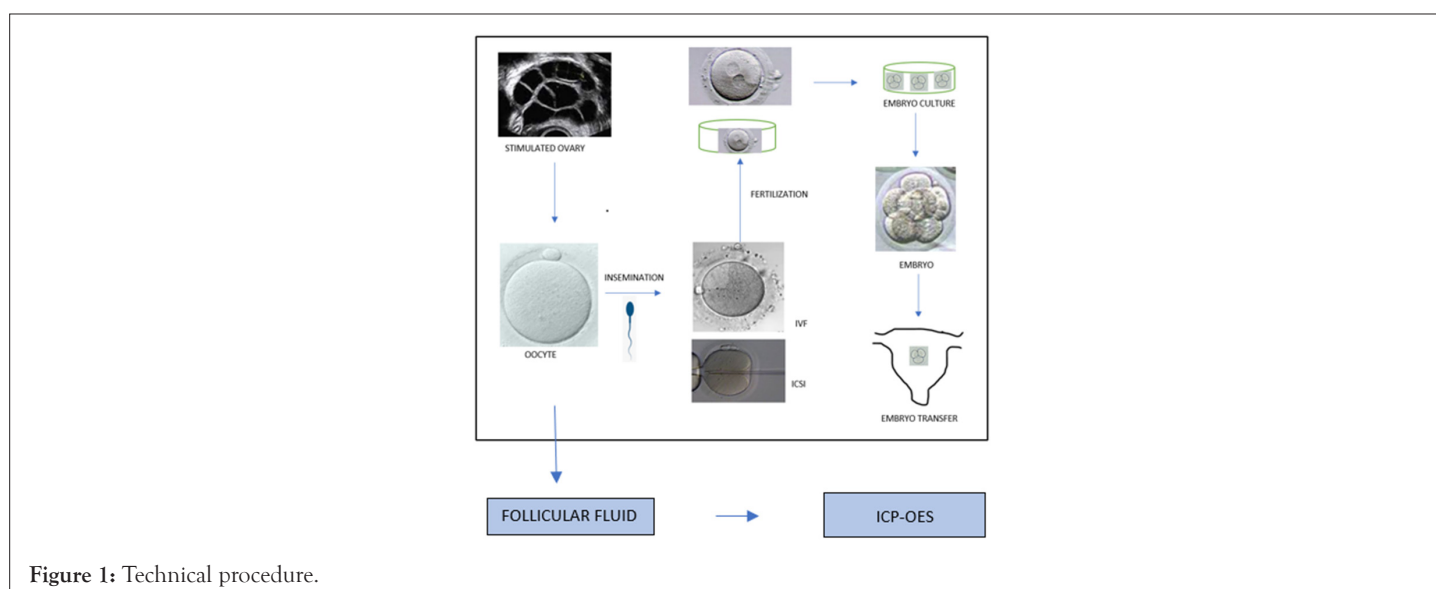 STIMULATED OVARY
OOCYTE
INSEMINATION
IVF
ICSI
FERTILIZATION
EMBRYO CULTURE
EMBRYO
EMBRYO TRANSFER
FOLLICULAR FLUID
ICP-OES
Figure 1: Technical procedure.